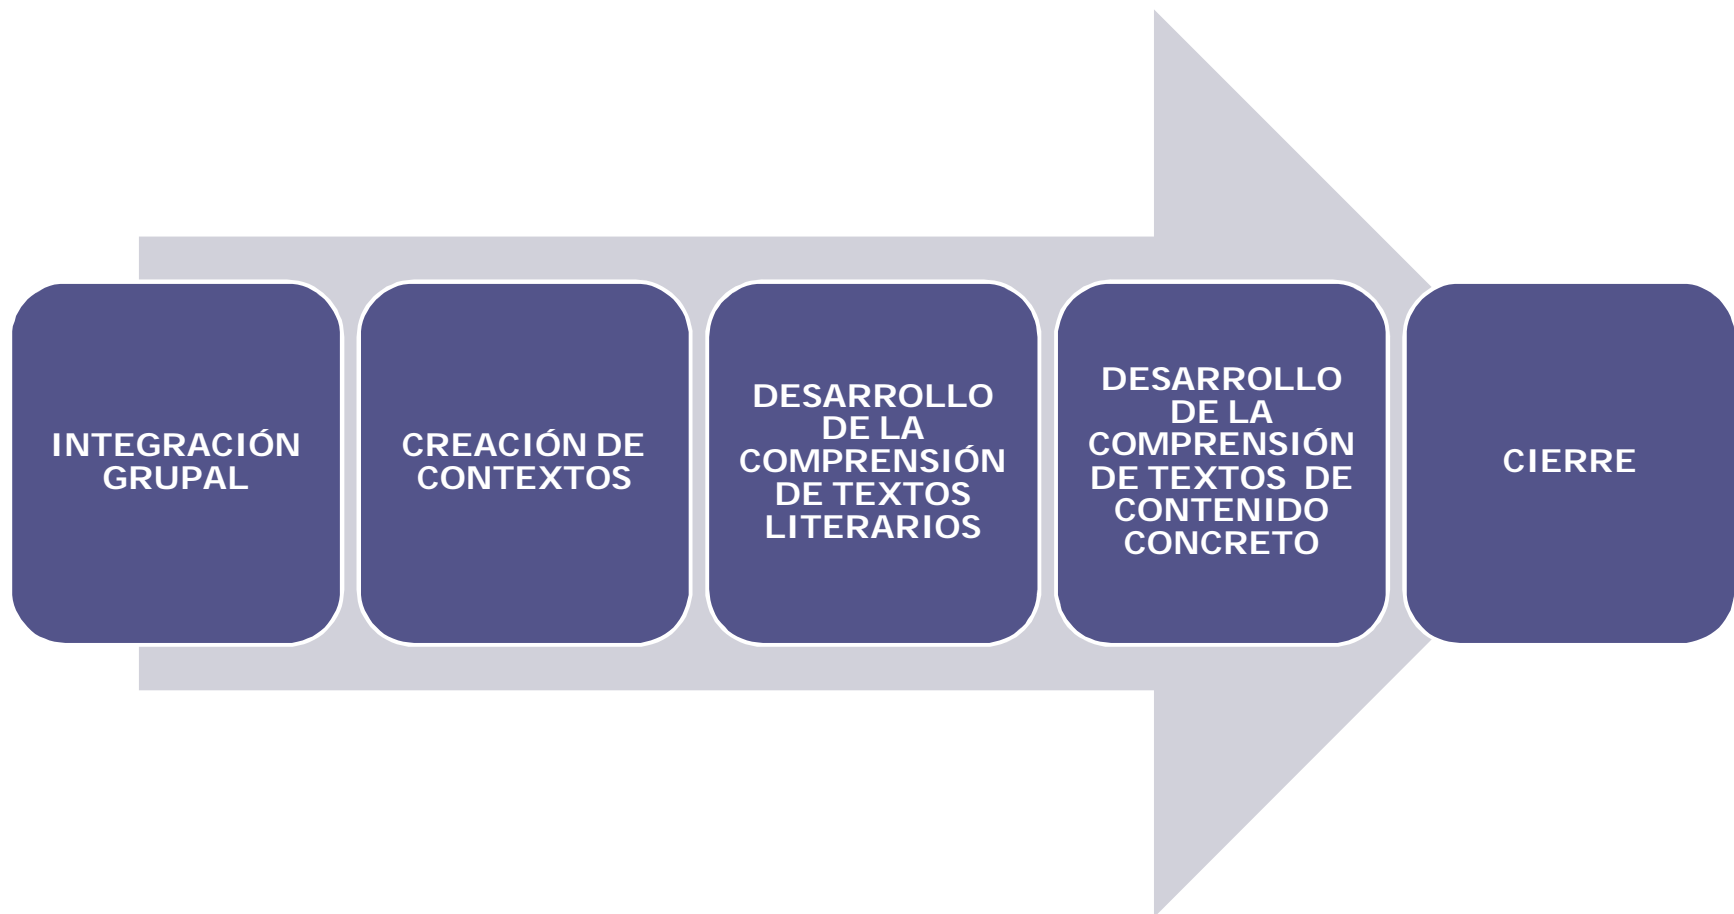 INTEGRACIÓN
GRUPAL
CREACIÓN DE
CONTEXTOS
DESARROLLO
DE LA
COMPRENSIÓN
DE TEXTOS
LITERARIOS
DESARROLLO
DE LA
COMPRENSIÓN
DE TEXTOS  DE
CONTENIDO
CONCRETO
CIERRE